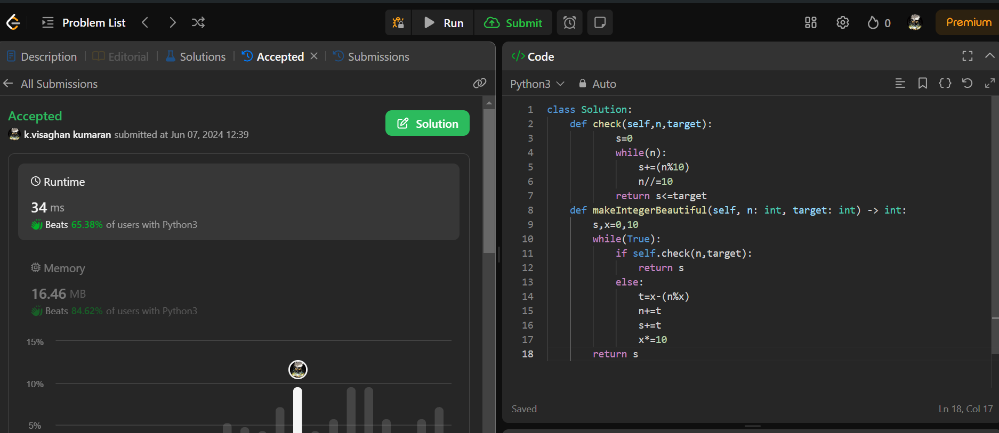 Problem List Run Submit 0 Premium
Description Editorial Solutions Accepted Submissions
All Submissions
Accepted
k.visaghan kumaran submitted at Jun 07, 2024 12:39
Solution
Runtime
34 ms
Beats 65.38% of users with Python3
Memory
16.46 MB
Beats 84.62% of users with Python3
15%
10%
5%
</> Code
Python3 Auto
1 class Solution:
2 def check(self,n,target):
3 s=0
4 while(n):
5 s+=(n%10)
6 n//=10
7 return s<=target
8 def makeIntegerBeautiful(self, n: int, target: int) -> int:
9 s,x=0,10
10 while(True):
11 if self.check(n,target):
12 return s
13 else:
14 t=x-(n%x)
15 n+=t
16 s+=t
17 x*=10
18 return s
Saved Ln 18, Col 17